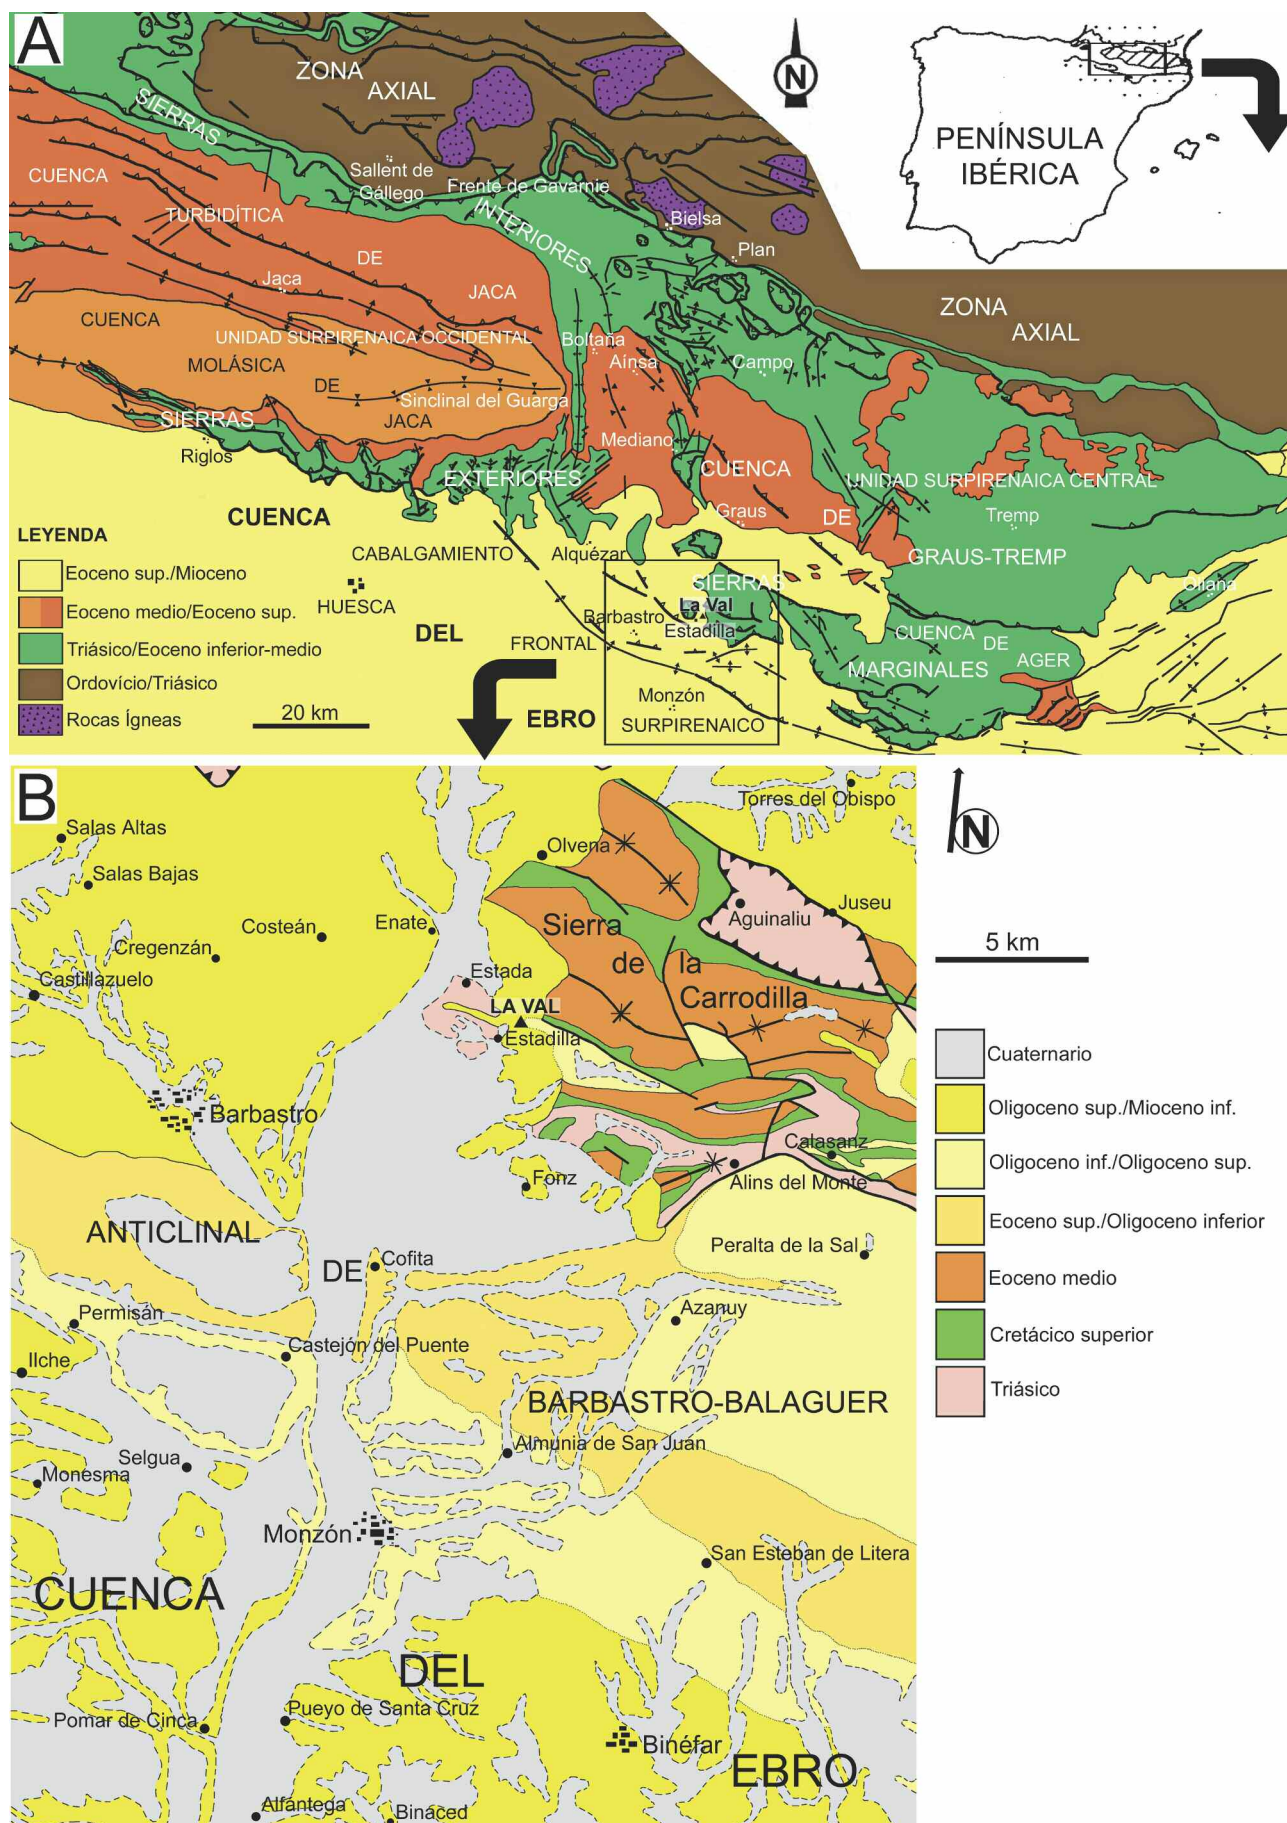 A
ZONA
AXIAL
N
PENÍNSULA
IBÉRICA
SIERRAS
Sallent de
Gállego
Frente de Gavarnie
INTERIORES
Bielsa
Plan
CUENCA
TURBIDÍTICA
DE
JACA
Jaca
ZONA
AXIAL
CUENCA
UNIDAD SURPIRENAICA OCCIDENTAL
MOLÁSICA
DE
JACA
Sinclinal del Guarga
Boltaña
Aínsa
Campo
SIERRAS
Riglos
EXTERIORES
Mediano
CUENCA
UNIDAD SURPIRENAICA CENTRAL
Graus
DE
Tremp
GRAUS-TREMP
CUENCA
CABALGAMIENTO
Alquézar
SIERRAS
Oliana
HUESCA
La Val
Barbastro
Estadilla
DEL
FRONTAL
CUENCA
DE
AGER
MARGINALES
Monzón
EBRO
SURPIRENAICO
LEYENDA
Eoceno sup./Mioceno
Eoceno medio/Eoceno sup.
Triásico/Eoceno inferior-medio
Ordovício/Triásico
Rocas Ígneas
20 km
B
Torres del Obispo
N
Salas Altas
Olvena
Salas Bajas
Juseu
Aguinaliu
Costeán
Enate
Sierra
de
la
Carrodilla
Cregenzán
5 km
Castillazuelo
Estada
LA VAL
Estadilla
Barbastro
Calasanz
Fonz
Alins del Monte
ANTICLINAL
DE
Cofita
Peralta de la Sal
Permisán
Azanuy
Castejón del Puente
Ilche
BARBASTRO-BALAGUER
Selgua
Almunia de San Juan
Monesma
Monzón
San Esteban de Litera
CUENCA
DEL
Pomar de Cinca
Pueyo de Santa Cruz
Binéfar
EBRO
Alfántega
Binaced
Cuaternario
Oligoceno sup./Mioceno inf.
Oligoceno inf./Oligoceno sup.
Eoceno sup./Oligoceno inferior
Eoceno medio
Cretácico superior
Triásico